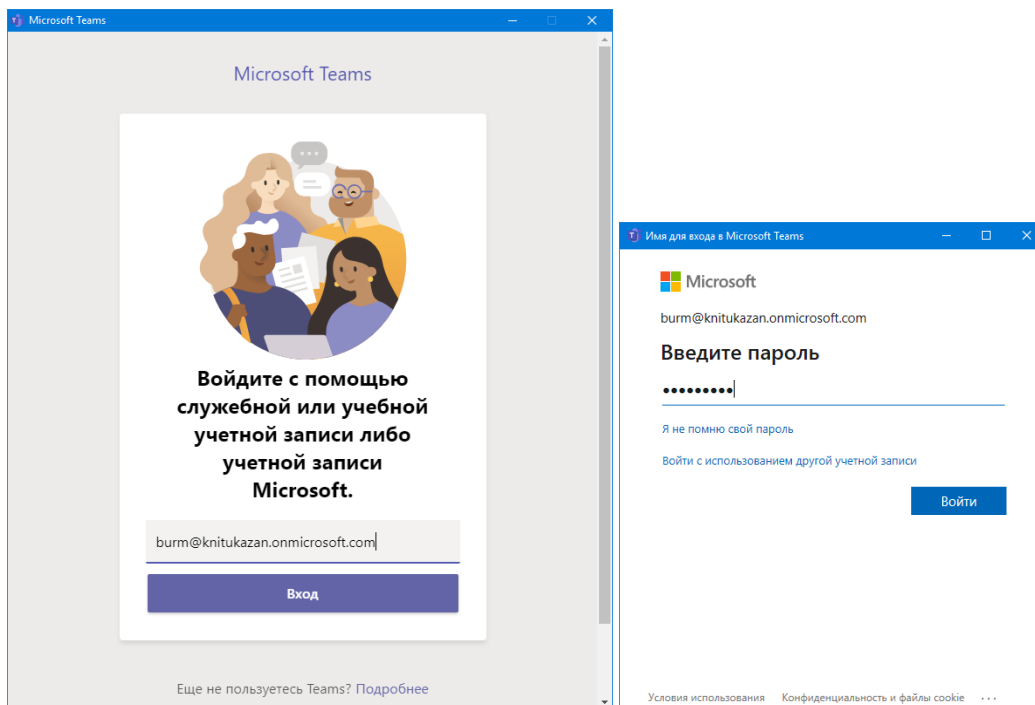 Microsoft Teams
Microsoft Teams
Войдите с помощью
служебной или учебной
учетной записи либо
учетной записи
Microsoft.
burm@knitukazan.onmicrosoft.com
Вход
Еще не пользуетесь Teams? Подробнее
Имя для входа в Microsoft Teams
Microsoft
burm@knitukazan.onmicrosoft.com
Введите пароль
•••••••••
Я не помню свой пароль
Войти с использованием другой учетной записи
Войти
Условия использования Конфиденциальность и файлы cookie ...